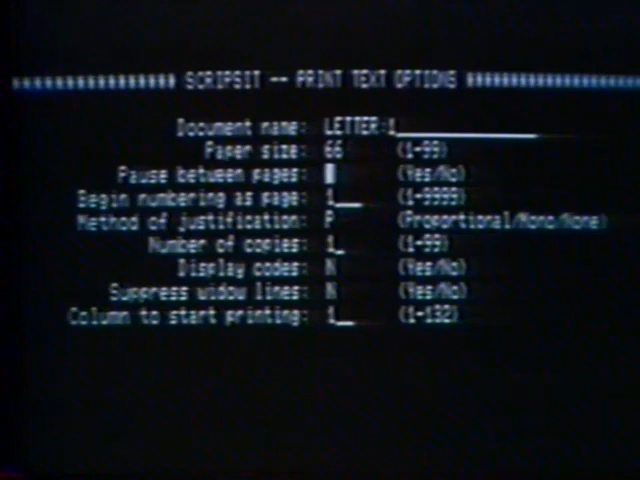 SCRIPSIT -- PRINT TEXT OPTIONS
Document name: LETTER:1
Paper size: 66 (1-99)
Pause between pages: (Yes/No)
Begin numbering as page: 1 (1-9999)
Method of justification: P (Proportional/Mono/None)
Number of copies: 1 (1-99)
Display codes: N (Yes/No)
Suppress widow lines: N (Yes/No)
Column to start printing: 1 (1-132)